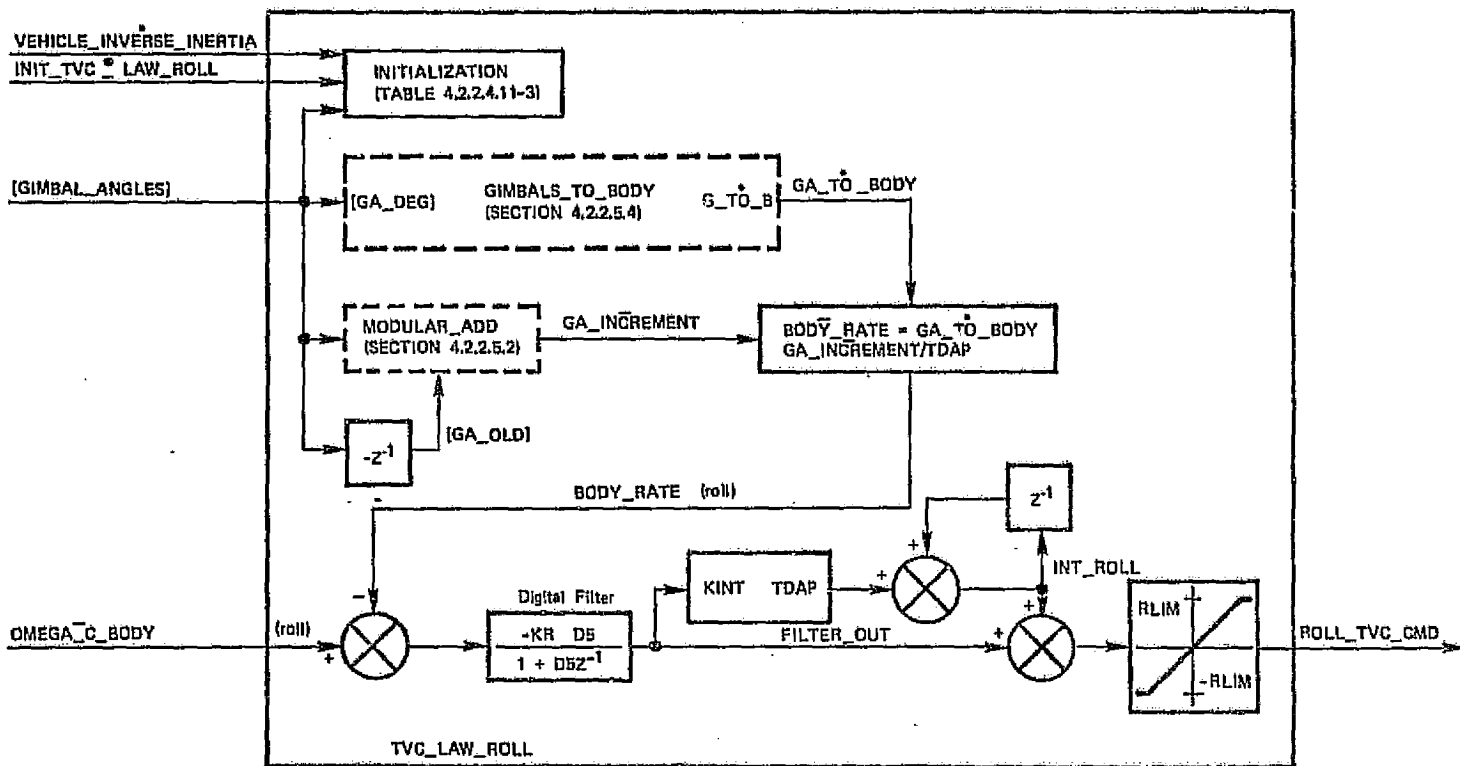 VEHICLE_INVERSE_INERTIA
INIT_TVC_LAW_ROLL
INITIALIZATION
(TABLE 4.2.2.4.11-3)
[GIMBAL_ANGLES]
[GA_DEG]
GIMBALS_TO_BODY
(SECTION 4.2.2.5.4)
G_TO_B
GA_TO_BODY
MODULAR_ADD
(SECTION 4.2.2.5.2)
GA_INCREMENT
BODY_RATE = GA_TO_BODY
GA_INCREMENT/TDAP
-Z⁻¹
[GA_OLD]
BODY_RATE (roll)
Z⁻¹
+
KINT TDAP
+
INT_ROLL
Digital Filter
-
+
RLIM
OMEGA_C_BODY
(roll)
+
-KR D5
1 + D5Z⁻¹
FILTER_OUT
+
-RLIM
ROLL_TVC_CMD
TVC_LAW_ROLL